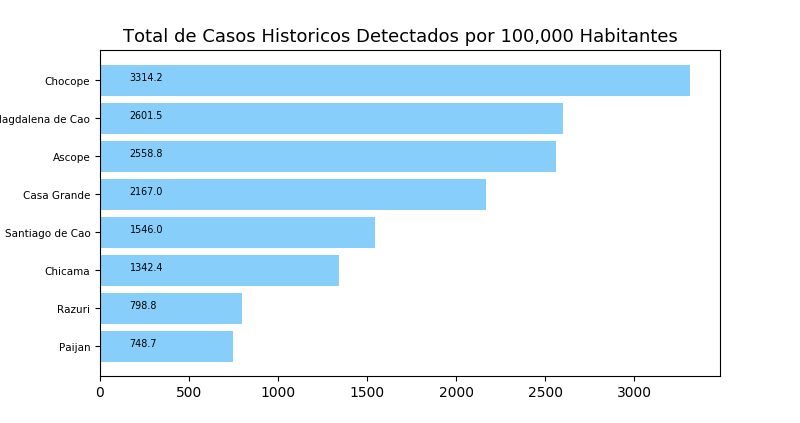 Total de Casos Historicos Detectados por 100,000 Habitantes
Chocope 3314.2
de Cao 2601.5
Ascope 2558.8
Casa Grande 2167.0
Santiago de Cao 1546.0
Chicama 1342.4
Razuri 798.8
Paijan 748.7
0 500 1000 1500 2000 2500 3000